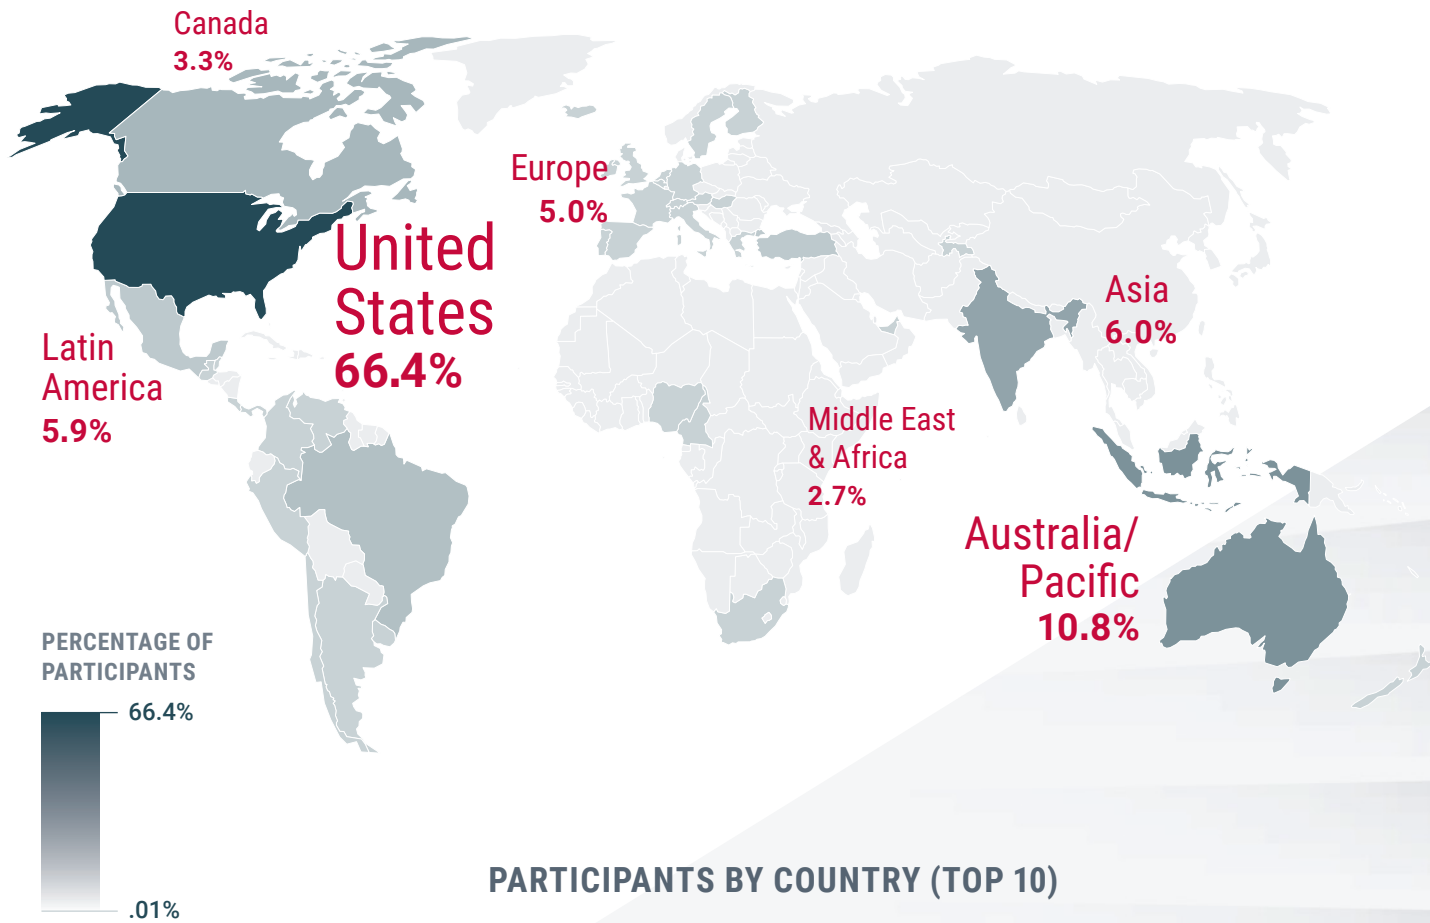 Canada
3.3%
Europe
5.0%
United
States
66.4%
Asia
6.0%
Latin
America
5.9%
Middle East
& Africa
2.7%
Australia/
Pacific
10.8%
PERCENTAGE OF
PARTICIPANTS
66.4%
.01%
PARTICIPANTS BY COUNTRY (TOP 10)